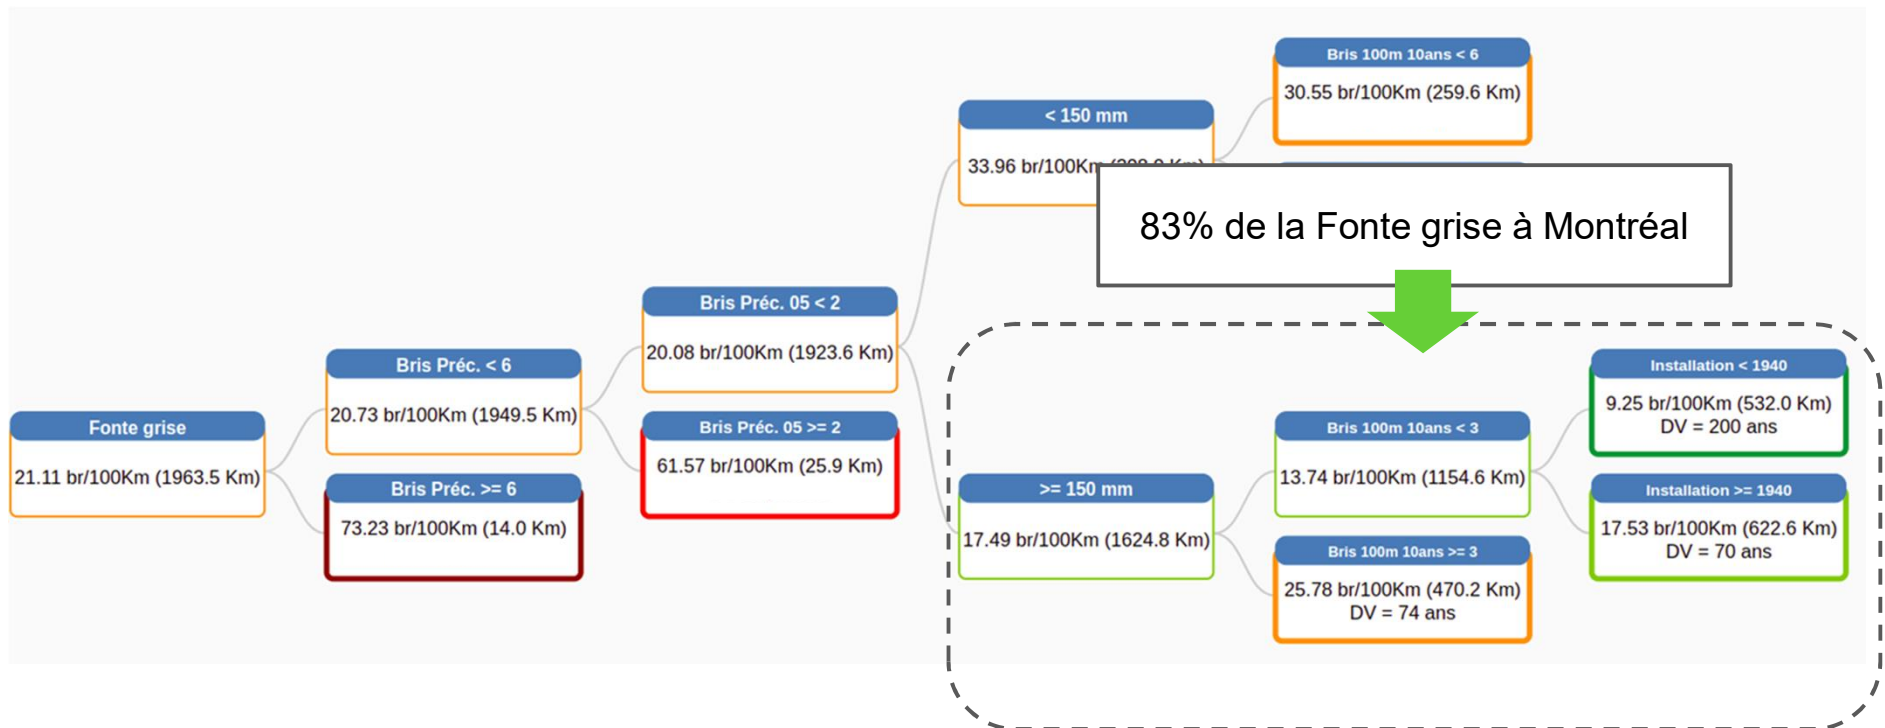 Fonte grise
21.11 br/100Km (1963.5 Km)
Bris Préc. < 6
20.73 br/100Km (1949.5 Km)
Bris Préc. >= 6
73.23 br/100Km (14.0 Km)
Bris Préc. 05 < 2
20.08 br/100Km (1923.6 Km)
Bris Préc. 05 >= 2
61.57 br/100Km (25.9 Km)
< 150 mm
33.96 br/100Km
Bris 100m 10ans < 6
30.55 br/100Km (259.6 Km)
83% de la Fonte grise à Montréal
>= 150 mm
17.49 br/100Km (1624.8 Km)
Bris 100m 10ans < 3
13.74 br/100Km (1154.6 Km)
Bris 100m 10ans >= 3
25.78 br/100Km (470.2 Km)
DV = 74 ans
Installation < 1940
9.25 br/100Km (532.0 Km)
DV = 200 ans
Installation >= 1940
17.53 br/100Km (622.6 Km)
DV = 70 ans